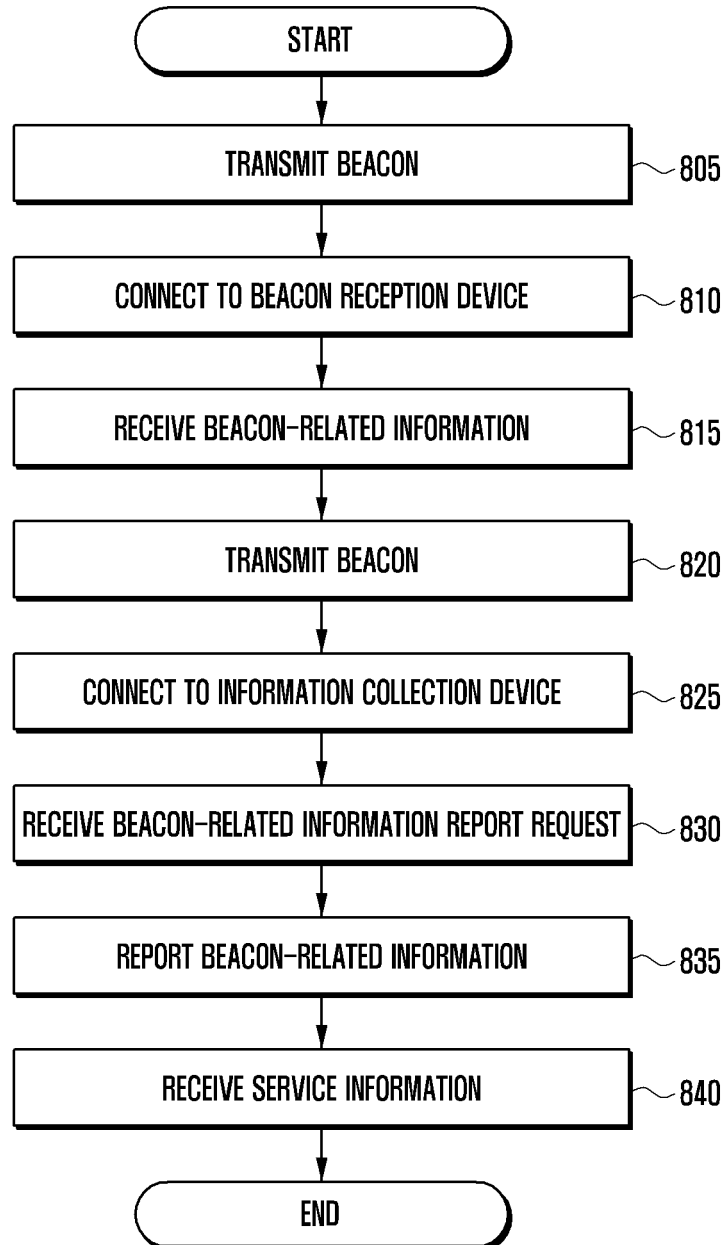 START
TRANSMIT BEACON
805
CONNECT TO BEACON RECEPTION DEVICE
810
RECEIVE BEACON-RELATED INFORMATION
815
TRANSMIT BEACON
820
CONNECT TO INFORMATION COLLECTION DEVICE
825
RECEIVE BEACON-RELATED INFORMATION REPORT REQUEST
830
REPORT BEACON-RELATED INFORMATION
835
RECEIVE SERVICE INFORMATION
840
END